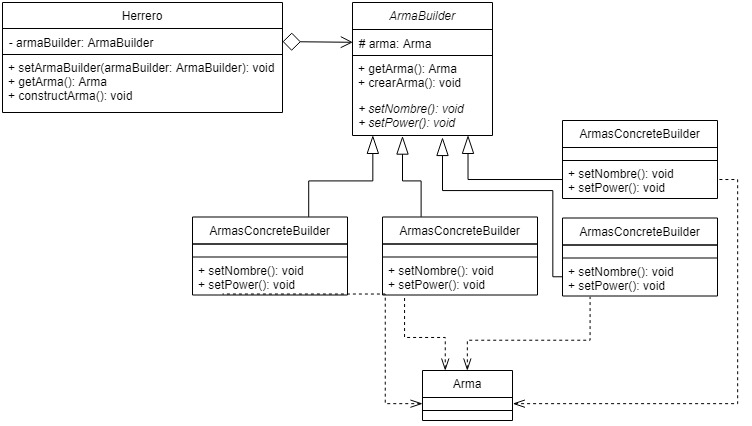 Herrero
- armaBuilder: ArmaBuilder
+ setArmaBuilder(armaBuilder: ArmaBuilder): void
+ getArma(): Arma
+ constructArma(): void
ArmaBuilder
# arma: Arma
+ getArma(): Arma
+ crearArma(): void
+ setNombre(): void
+ setPower(): void
ArmasConcreteBuilder
+ setNombre(): void
+ setPower(): void
ArmasConcreteBuilder
+ setNombre(): void
+ setPower(): void
ArmasConcreteBuilder
+ setNombre(): void
+ setPower(): void
ArmasConcreteBuilder
+ setNombre(): void
+ setPower(): void
Arma